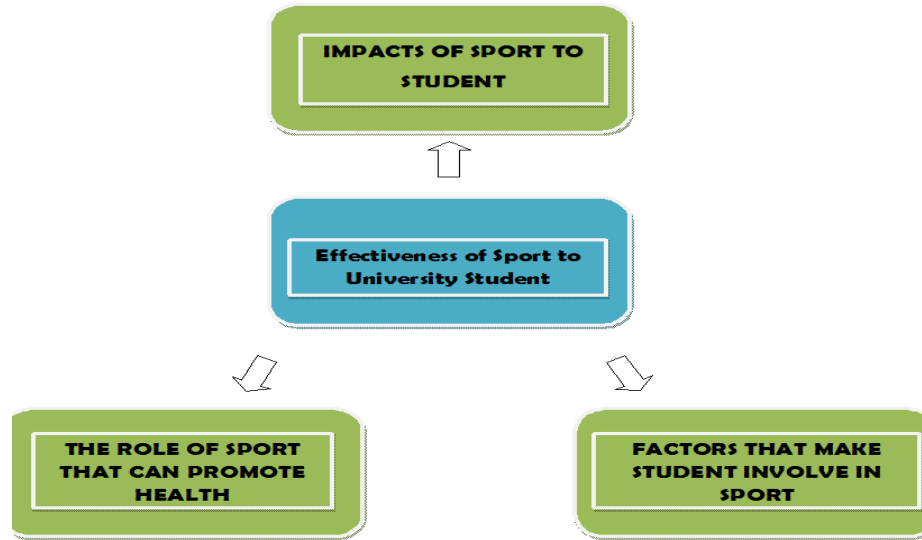 IMPACTS OF SPORT TO
STUDENT
Effectiveness of Sport to
University Student
THE ROLE OF SPORT
THAT CAN PROMOTE
HEALTH
FACTORS THAT MAKE
STUDENT INVOLVE IN
SPORT